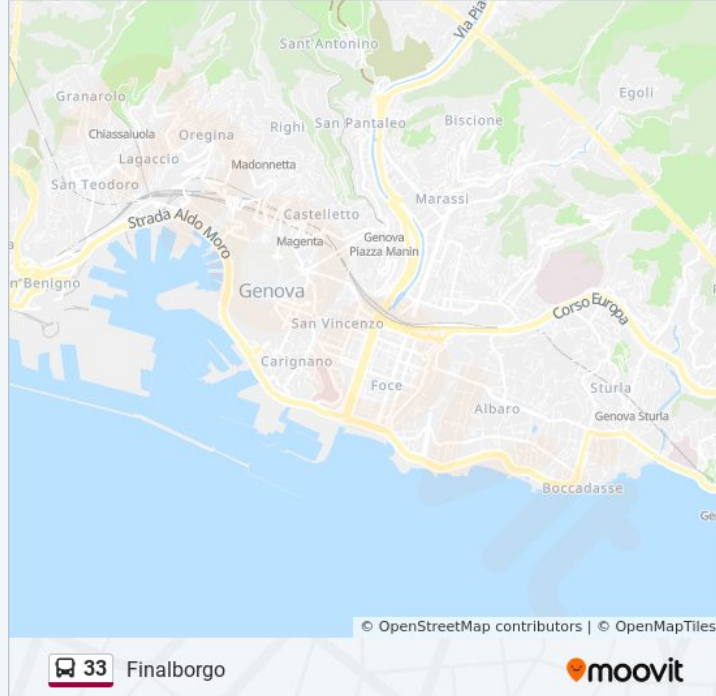 Via Pia
Sant Antonino
Granarolo
Egoli
Chiassaiuola
Oregina
Righi
San Pantaleo
Biscione
Lagaccio
Madonnetta
San Teodoro
Marassi
Strada Aldo Moro
Castelletto
Magenta
Genova
Piazza Manin
n Benigno
Genova
Corso Europa
San Vincenzo
Carignano
Foce
Sturla
Albaro
Genova Sturla
Boccadasse
Ge
© OpenStreetMap contributors | © OpenMapTiles
33 Finalborgo
moovit